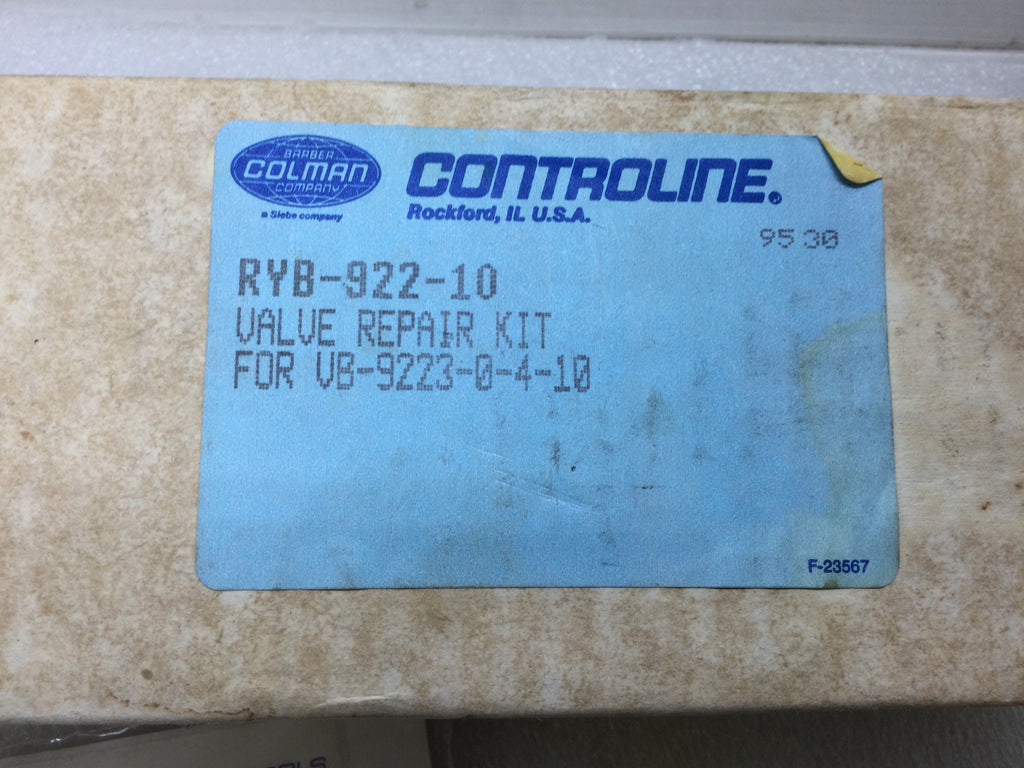 BARBER
COLMAN
COMPANY
a Siebe company
CONTROLINE®
Rockford, IL U.S.A.
95 30
RYB-922-10
VALVE REPAIR KIT
FOR VB-9223-0-4-10
F-23567